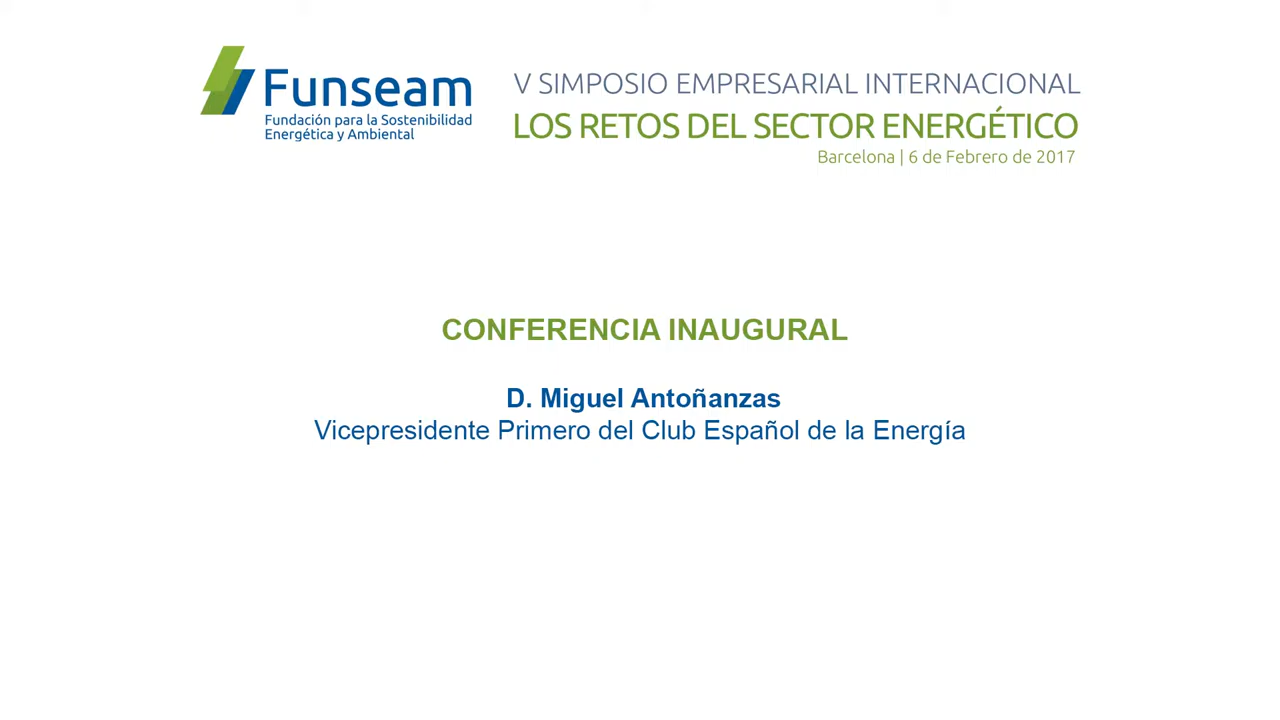 Funseam
Fundación para la Sostenibilidad
Energética y Ambiental
V SIMPOSIO EMPRESARIAL INTERNACIONAL
LOS RETOS DEL SECTOR ENERGÉTICO
Barcelona | 6 de Febrero de 2017
CONFERENCIA INAUGURAL
D. Miguel Antoñanzas
Vicepresidente Primero del Club Español de la Energía